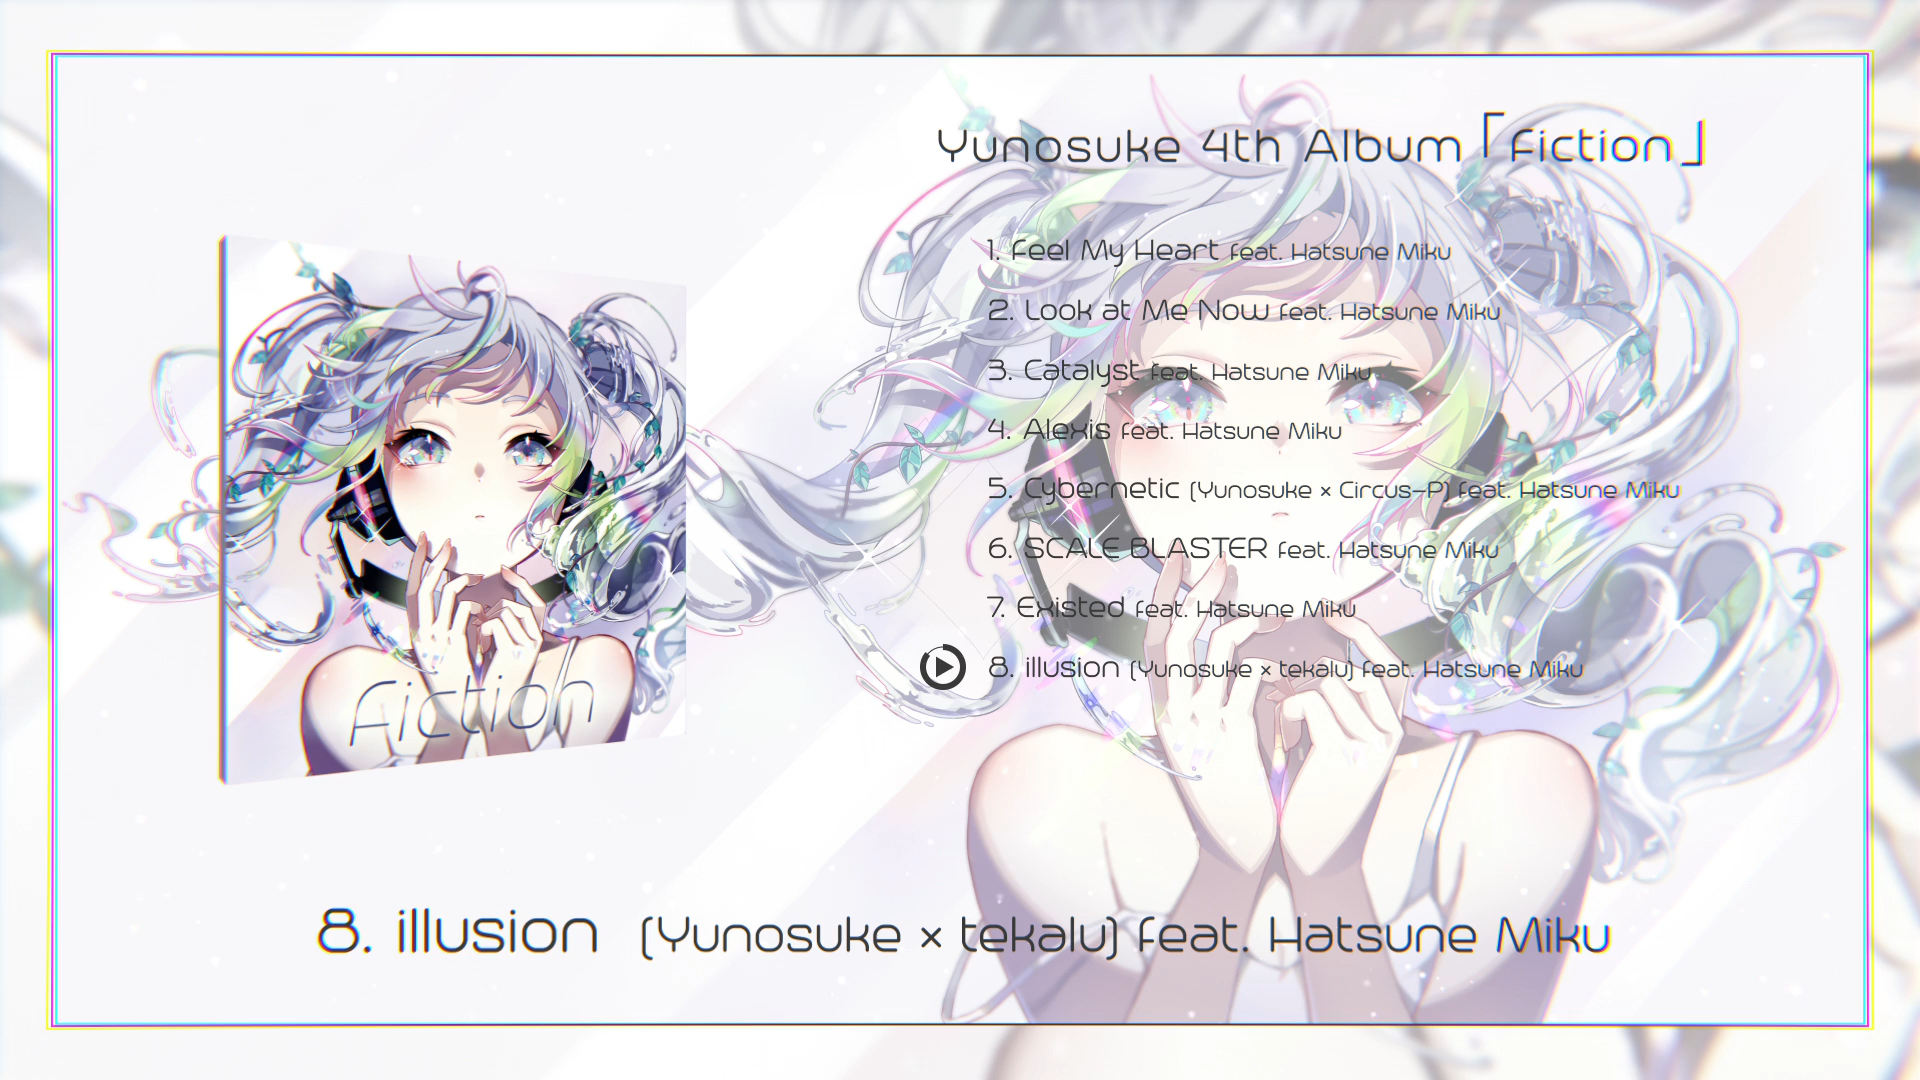 Yunosuke 4th Album「Fiction」
1. Feel My Heart feat. Hatsune Miku
2. Look at Me Now feat. Hatsune Miku
3. Catalyst feat. Hatsune Miku
4. Alexis feat. Hatsune Miku
5. Cybernetic (Yunosuke × Circus-P) feat. Hatsune Miku
6. SCALE BLASTER feat. Hatsune Miku
7. Existed feat. Hatsune Miku
8. illusion (Yunosuke × tekalu) feat. Hatsune Miku
Fiction
8. illusion (Yunosuke × tekalu) feat. Hatsune Miku